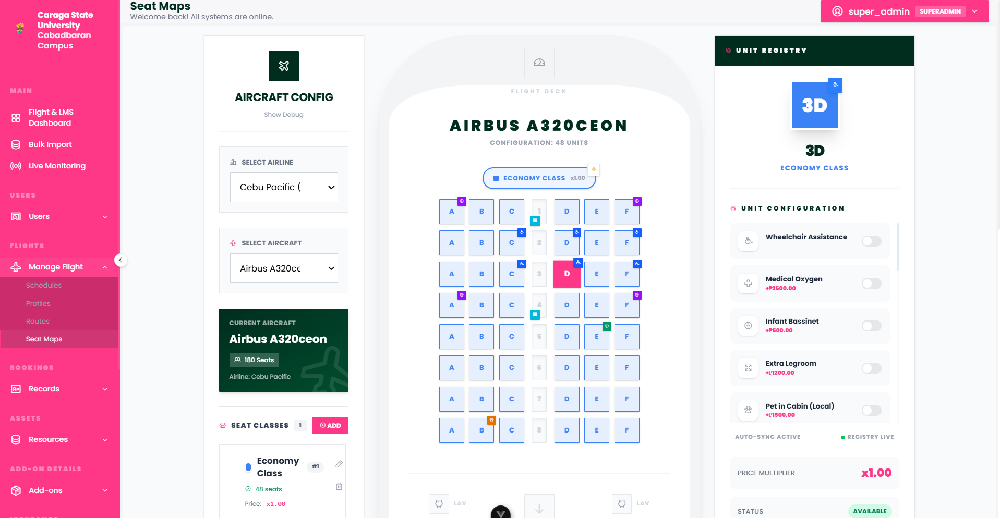 Caraga State
University
Cabadbaran
Campus
MAIN
Flight & LMS
Dashboard
Bulk Import
Live Monitoring
USERS
Users
FLIGHTS
Manage Flight
Schedules
Profiles
Routes
Seat Maps
BOOKINGS
Records
ASSETS
Resources
ADD-ON DETAILS
Add-ons
INSURANCE
Seat Maps
Welcome back! All systems are online.
super_admin SUPERADMIN
AIRCRAFT CONFIG
Show Debug
SELECT AIRLINE
Cebu Pacific (
SELECT AIRCRAFT
Airbus A320ce
CURRENT AIRCRAFT
Airbus A320ceon
180 Seats
Airline: Cebu Pacific
SEAT CLASSES 1 ADD
Economy
Class
#1
48 seats
Price: x1.00
FLIGHT DECK
AIRBUS A320CEON
CONFIGURATION: 48 UNITS
ECONOMY CLASS x1.00
A B C 1 D E F
A B C 2 D E F
A B C 3 D E F
A B C 4 D E F
A B C 5 D E F
A B C 6 D E F
A B C 7 D E F
A B C 8 D E F
LAV
LAV
UNIT REGISTRY
3D
3D
ECONOMY CLASS
UNIT CONFIGURATION
Wheelchair Assistance
Medical Oxygen
+₱2500.00
Infant Bassinet
+₱500.00
Extra Legroom
+₱1200.00
Pet in Cabin (Local)
+₱1500.00
AUTO-SYNC ACTIVE
REGISTRY LIVE
PRICE MULTIPLIER x1.00
STATUS AVAILABLE